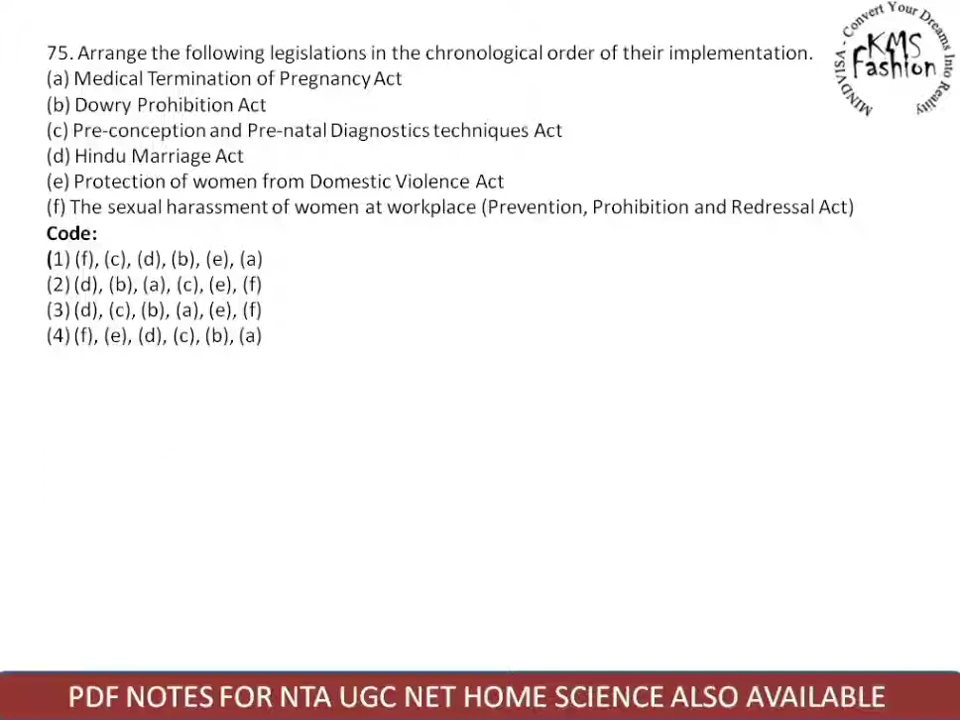 75. Arrange the following legislations in the chronological order of their implementation.
(a) Medical Termination of Pregnancy Act
(b) Dowry Prohibition Act
(c) Pre-conception and Pre-natal Diagnostics techniques Act
(d) Hindu Marriage Act
(e) Protection of women from Domestic Violence Act
(f) The sexual harassment of women at workplace (Prevention, Prohibition and Redressal Act)
Code:
(1) (f), (c), (d), (b), (e), (a)
(2) (d), (b), (a), (c), (e), (f)
(3) (d), (c), (b), (a), (e), (f)
(4) (f), (e), (d), (c), (b), (a)
MINDVISA - Convert Your Dreams Into Reality
KMS
Fashion
PDF NOTES FOR NTA UGC NET HOME SCIENCE ALSO AVAILABLE